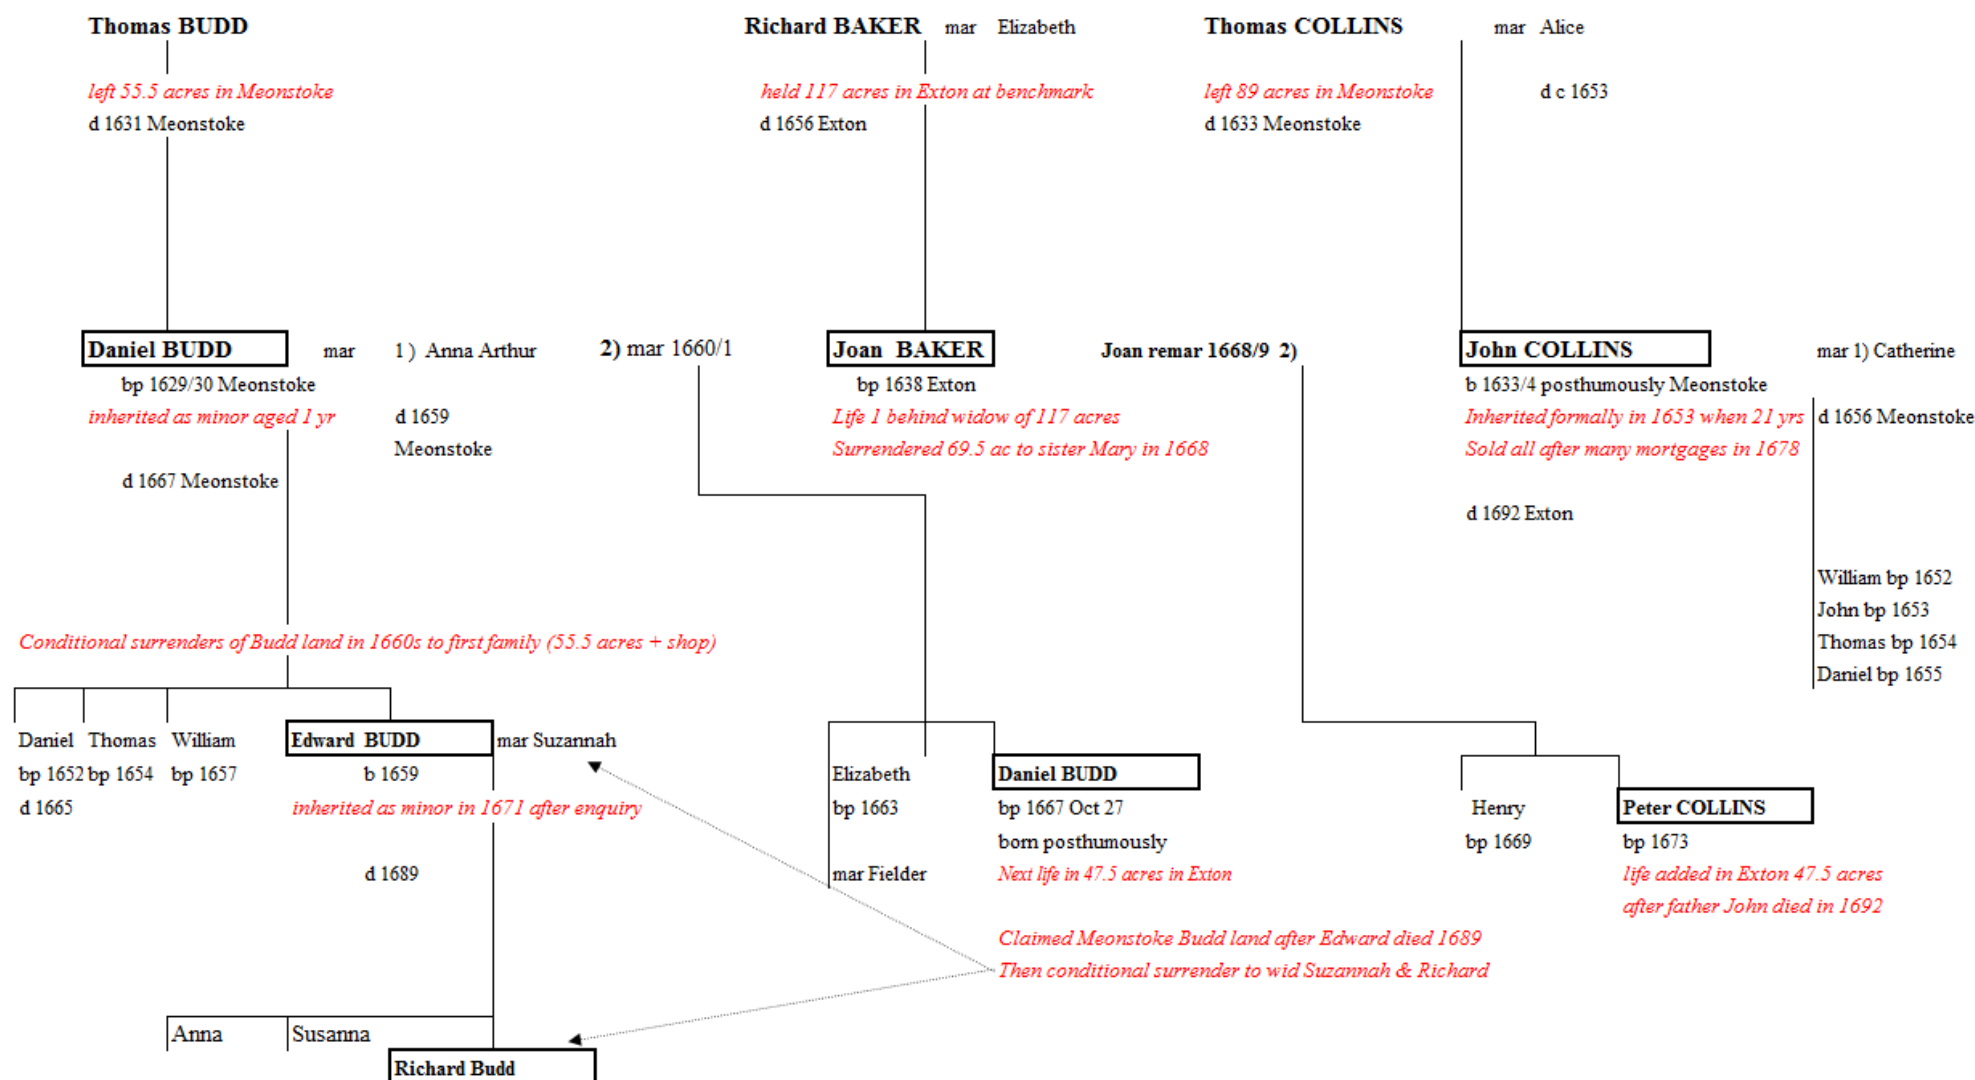 Thomas BUDD
Richard BAKER mar Elizabeth
Thomas COLLINS mar Alice
left 55.5 acres in Meonstoke
held 117 acres in Exton at benchmark
left 89 acres in Meonstoke
d c 1653
d 1631 Meonstoke
d 1656 Exton
d 1633 Meonstoke
Daniel BUDD mar 1 ) Anna Arthur
2) mar 1660/1
Joan BAKER
Joan remar 1668/9 2)
John COLLINS
mar 1) Catherine
bp 1629/30 Meonstoke
bp 1638 Exton
b 1633/4 posthumously Meonstoke
inherited as minor aged 1 yr
d 1659
Life 1 behind widow of 117 acres
Inherited formally in 1653 when 21 yrs
d 1656 Meonstoke
Meonstoke
Surrendered 69.5 ac to sister Mary in 1668
Sold all after many mortgages in 1678
d 1667 Meonstoke
d 1692 Exton
William bp 1652
John bp 1653
Thomas bp 1654
Daniel bp 1655
Conditional surrenders of Budd land in 1660s to first family (55.5 acres + shop)
Daniel Thomas William
Edward BUDD
mar Suzannah
bp 1652 bp 1654 bp 1657
b 1659
d 1665
inherited as minor in 1671 after enquiry
d 1689
Elizabeth
Daniel BUDD
bp 1663
bp 1667 Oct 27
born posthumously
mar Fielder
Next life in 47.5 acres in Exton
Henry
Peter COLLINS
bp 1669
bp 1673
life added in Exton 47.5 acres
after father John died in 1692
Claimed Meonstoke Budd land after Edward died 1689
Then conditional surrender to wid Suzannah & Richard
Anna
Susanna
Richard Budd